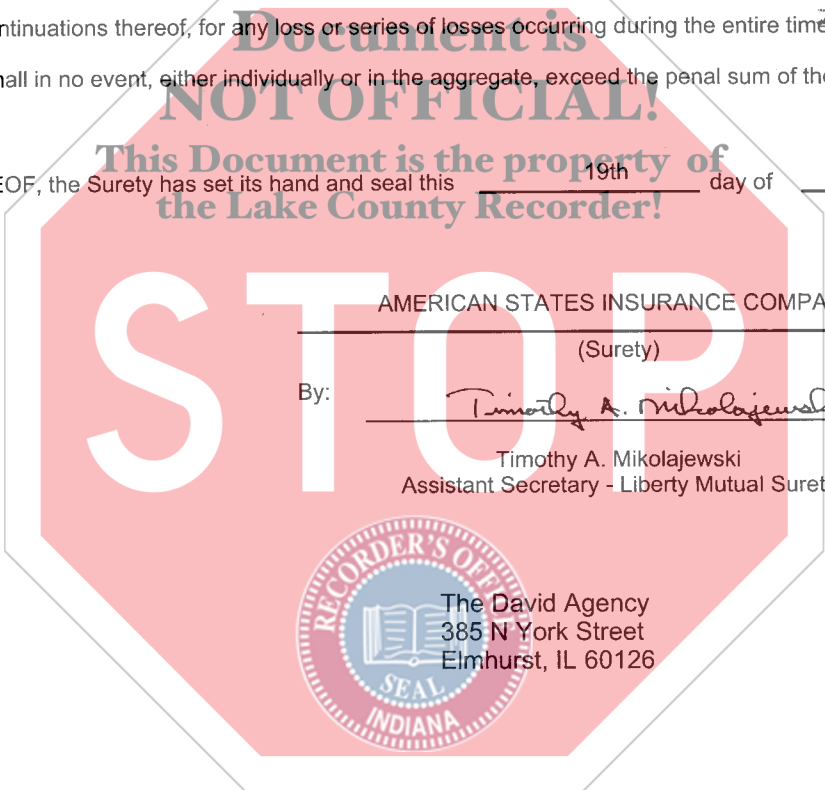 ntinuations thereof, for any loss or series of losses occurring during the entire time
Document is
hall in no event, either individually or in the aggregate, exceed the penal sum of the
NOT OFFICIAL!
This Document is the property of
EOF, the Surety has set its hand and seal this 19th day of
the Lake County Recorder!
STOP
AMERICAN STATES INSURANCE COMPA
(Surety)
By: Timothy A. Mikolajewsk
Timothy A. Mikolajewski
Assistant Secretary - Liberty Mutual Suret
RECORDER'S OFFICE
The David Agency
385 N York Street
Elmhurst, IL 60126
SEAL
INDIANA